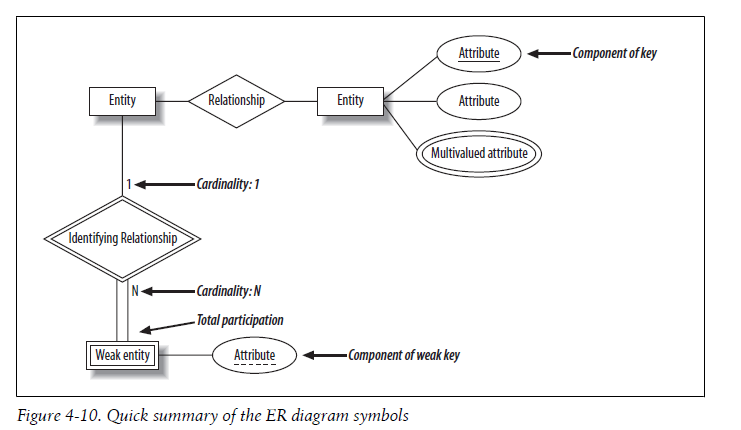 Attribute
Component of key
Entity
Relationship
Entity
Attribute
Multivalued attribute
1
Cardinality: 1
Identifying Relationship
N
Cardinality: N
Total participation
Weak entity
Attribute
Component of weak key
Figure 4-10. Quick summary of the ER diagram symbols